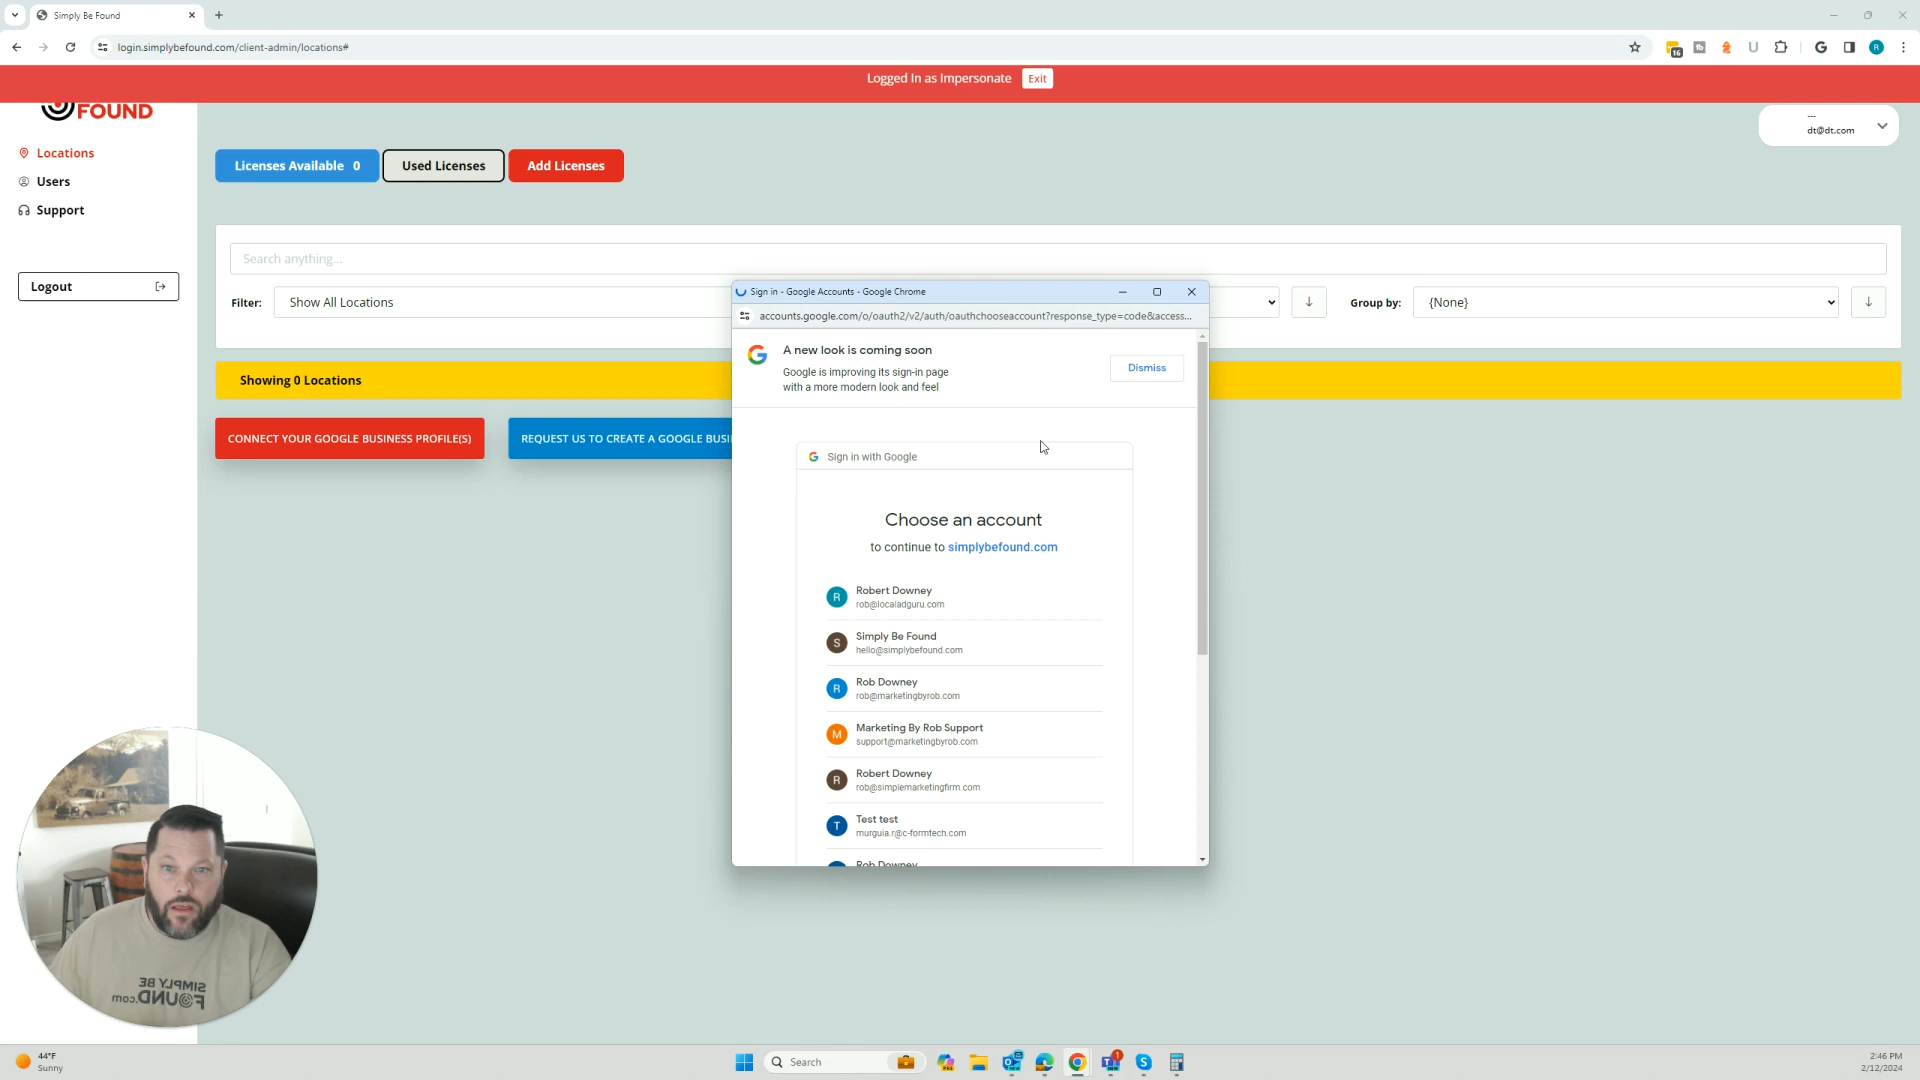 Simply Be Found
login.simplybefound.com/client-admin/locations#
16
R
Logged In as Impersonate Exit
FOUND
---
dt@dt.com
Locations
Users
Support
Logout
Licenses Available 0
Used Licenses
Add Licenses
Search anything...
Filter: Show All Locations
Group by: {None}
Showing 0 Locations
CONNECT YOUR GOOGLE BUSINESS PROFILE(S)
REQUEST US TO CREATE A GOOGLE BUSI
Sign in - Google Accounts - Google Chrome
accounts.google.com/o/oauth2/v2/auth/oauthchooseaccount?response_type=code&access...
A new look is coming soon
Google is improving its sign-in page
with a more modern look and feel
Dismiss
Sign in with Google
Choose an account
to continue to simplybefound.com
R Robert Downey
rob@localadguru.com
S Simply Be Found
hello@simplybefound.com
R Rob Downey
rob@marketingbyrob.com
M Marketing By Rob Support
support@marketingbyrob.com
R Robert Downey
rob@simplemarketingfirm.com
T Test test
murguia.r@c-formtech.com
Rob Downey
SIMPLY BE
FOUND.com
44°F
Sunny
Search
2:46 PM
2/12/2024